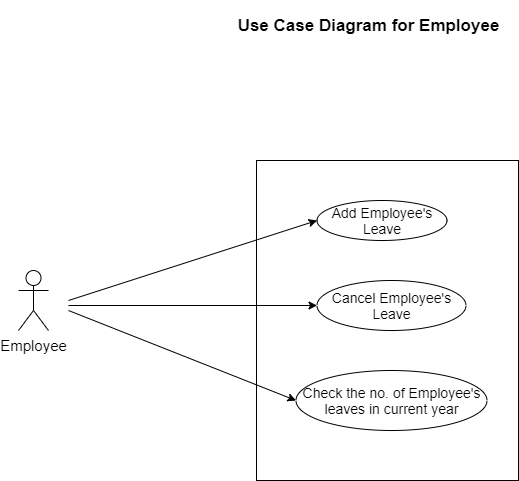 Use Case Diagram for Employee
Add Employee's
Leave
Cancel Employee's
Leave
Employee
Check the no. of Employee's
leaves in current year